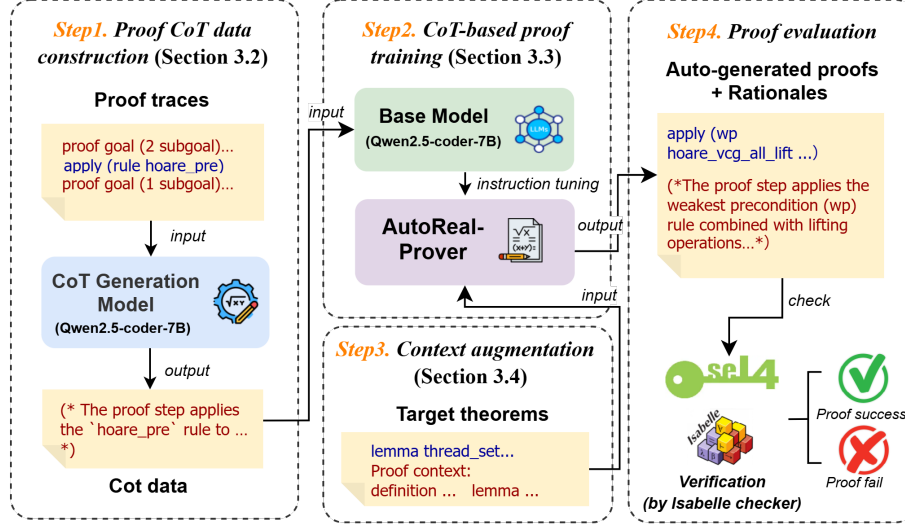 Step1. Proof CoT data
construction (Section 3.2)
Proof traces
proof goal (2 subgoal)...
apply (rule hoare_pre)
proof goal (1 subgoal)...
input
CoT Generation
Model
(Qwen2.5-coder-7B)
√XY
output
(* The proof step applies
the `hoare_pre` rule to ...
*)
Cot data
input
Step2. CoT-based proof
training (Section 3.3)
Base Model
(Qwen2.5-coder-7B)
LLMs
instruction tuning
AutoReal-
Prover
√X
(x+y)=
output
input
Step3. Context augmentation
(Section 3.4)
Target theorems
lemma thread_set...
Proof context:
definition ... lemma ...
Step4. Proof evaluation
Auto-generated proofs
+ Rationales
apply (wp
hoare_vcg_all_lift ...)
(*The proof step applies the
weakest precondition (wp)
rule combined with lifting
operations...*)
check
seL4
Isabelle
Verification
(by Isabelle checker)
Proof success
Proof fail